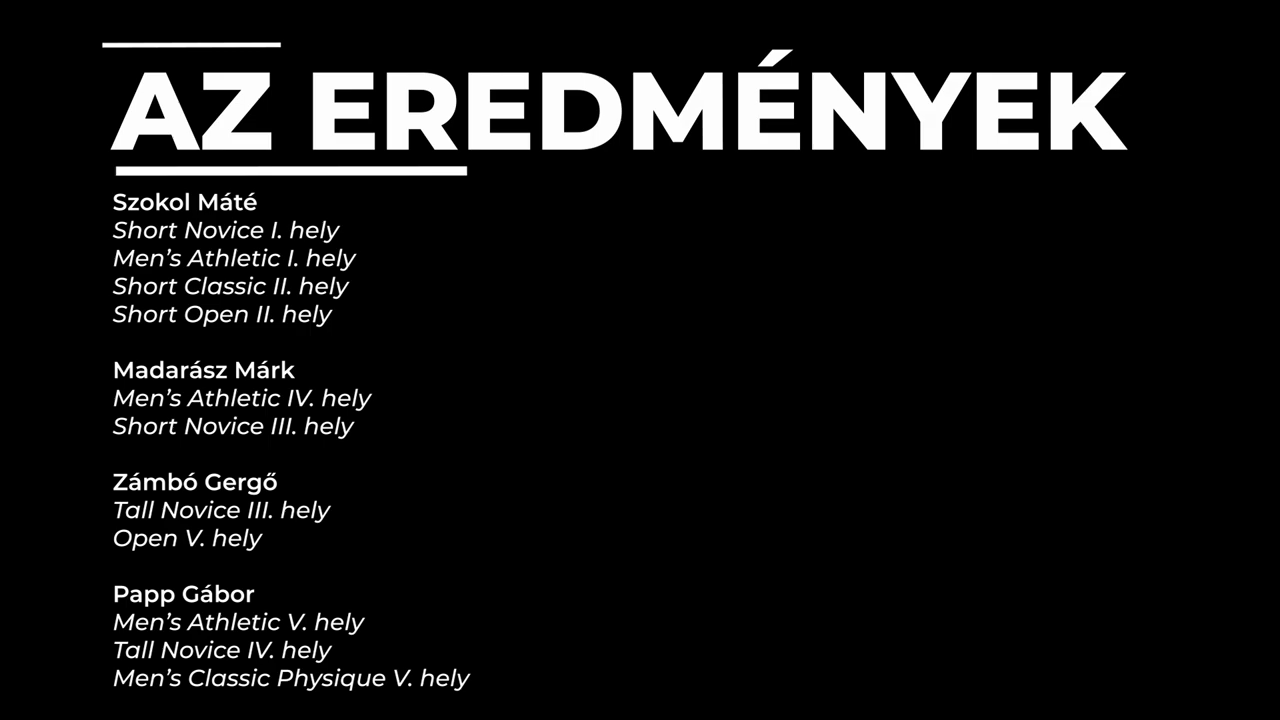 AZ EREDMÉNYEK
Szokol Máté
Short Novice I. hely
Men’s Athletic I. hely
Short Classic II. hely
Short Open II. hely
Madarász Márk
Men’s Athletic IV. hely
Short Novice III. hely
Zámbó Gergő
Tall Novice III. hely
Open V. hely
Papp Gábor
Men’s Athletic V. hely
Tall Novice IV. hely
Men’s Classic Physique V. hely